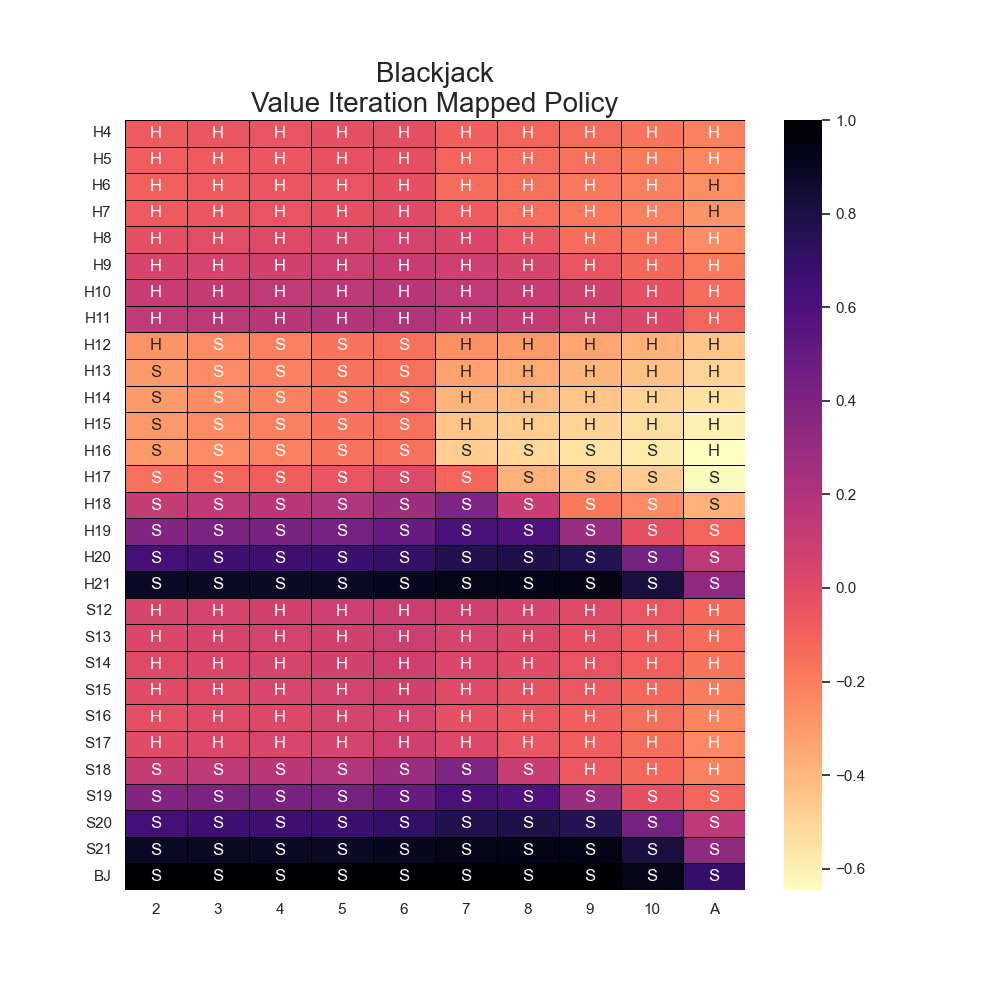 Blackjack
Value Iteration Mapped Policy
H4 H H H H H H H H H H
H5 H H H H H H H H H H
H6 H H H H H H H H H H
H7 H H H H H H H H H H
H8 H H H H H H H H H H
H9 H H H H H H H H H H
H10 H H H H H H H H H H
H11 H H H H H H H H H H
H12 H S S S S H H H H H
H13 S S S S S H H H H H
H14 S S S S S H H H H H
H15 S S S S S H H H H H
H16 S S S S S S S S S H
H17 S S S S S S S S S S
H18 S S S S S S S S S S
H19 S S S S S S S S S S
H20 S S S S S S S S S S
H21 S S S S S S S S S S
S12 H H H H H H H H H H
S13 H H H H H H H H H H
S14 H H H H H H H H H H
S15 H H H H H H H H H H
S16 H H H H H H H H H H
S17 H H H H H H H H H H
S18 S S S S S S S H H H
S19 S S S S S S S S S S
S20 S S S S S S S S S S
S21 S S S S S S S S S S
BJ S S S S S S S S S S
2 3 4 5 6 7 8 9 10 A
1.0
0.8
0.6
0.4
0.2
0.0
−0.2
−0.4
−0.6